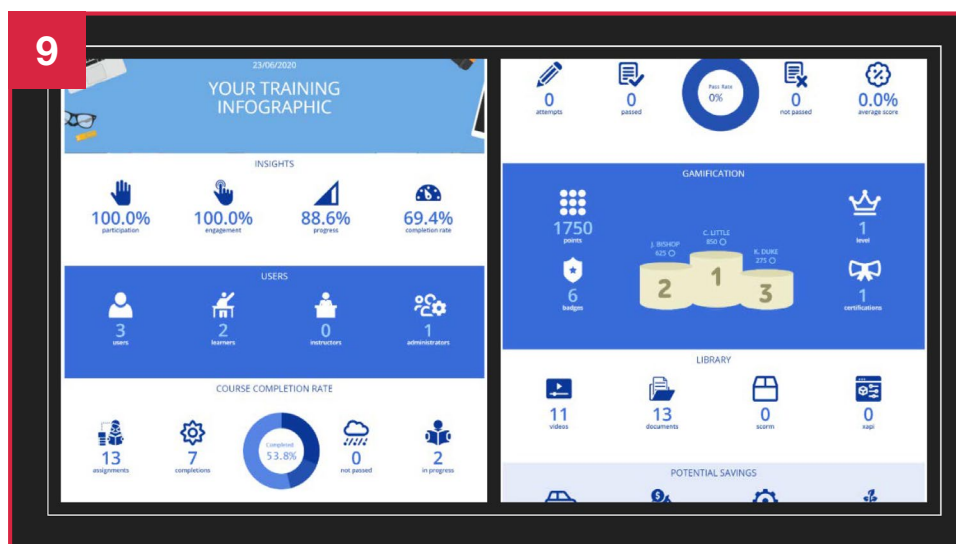 9
23/06/2020
YOUR TRAINING
INFOGRAPHIC
INSIGHTS
100.0%
participation
100.0%
engagement
88.6%
progress
69.4%
completion rate
USERS
3
users
2
learners
0
instructors
1
administrators
COURSE COMPLETION RATE
13
assignments
7
completions
Completed
53.8%
0
not passed
2
in progress
0
attempts
0
passed
Pass Rate
0%
0
not passed
0.0%
average score
GAMIFICATION
1750
points
6
badges
J. BISHOP
625
C. LITTLE
850
K. DUKE
275
2
1
3
1
level
1
certifications
LIBRARY
11
videos
13
documents
0
scorm
0
xapi
POTENTIAL SAVINGS